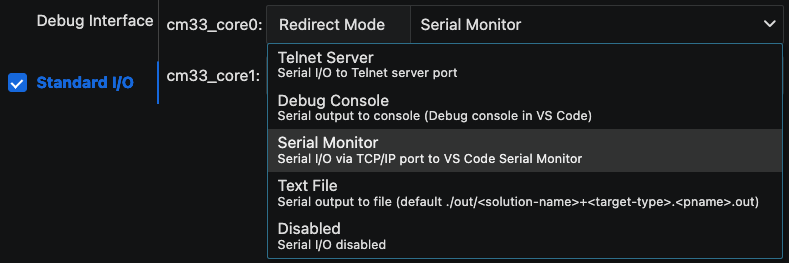 Debug Interface
cm33_core0: Redirect Mode Serial Monitor
Telnet Server
Serial I/O to Telnet server port
Standard I/O
cm33_core1:
Debug Console
Serial output to console (Debug console in VS Code)
Serial Monitor
Serial I/O via TCP/IP port to VS Code Serial Monitor
Text File
Serial output to file (default ./out/<solution-name>+<target-type>.<pname>.out)
Disabled
Serial I/O disabled